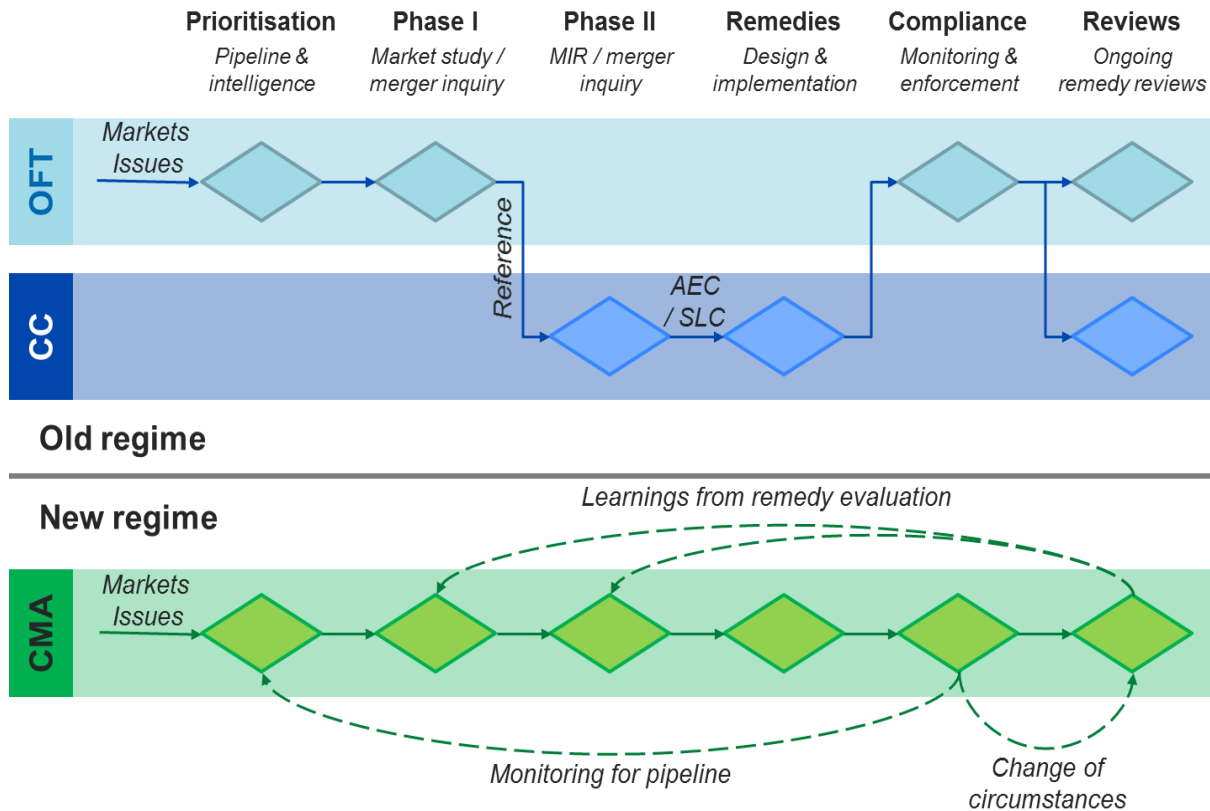 Prioritisation
Pipeline &
intelligence
Phase I
Market study /
merger inquiry
Phase II
MIR / merger
inquiry
Remedies
Design &
implementation
Compliance
Monitoring &
enforcement
Reviews
Ongoing
remedy reviews
OFT
Markets
Issues
Reference
CC
AEC
/ SLC
Old regime
New regime
Learnings from remedy evaluation
CMA
Markets
Issues
Monitoring for pipeline
Change of
circumstances